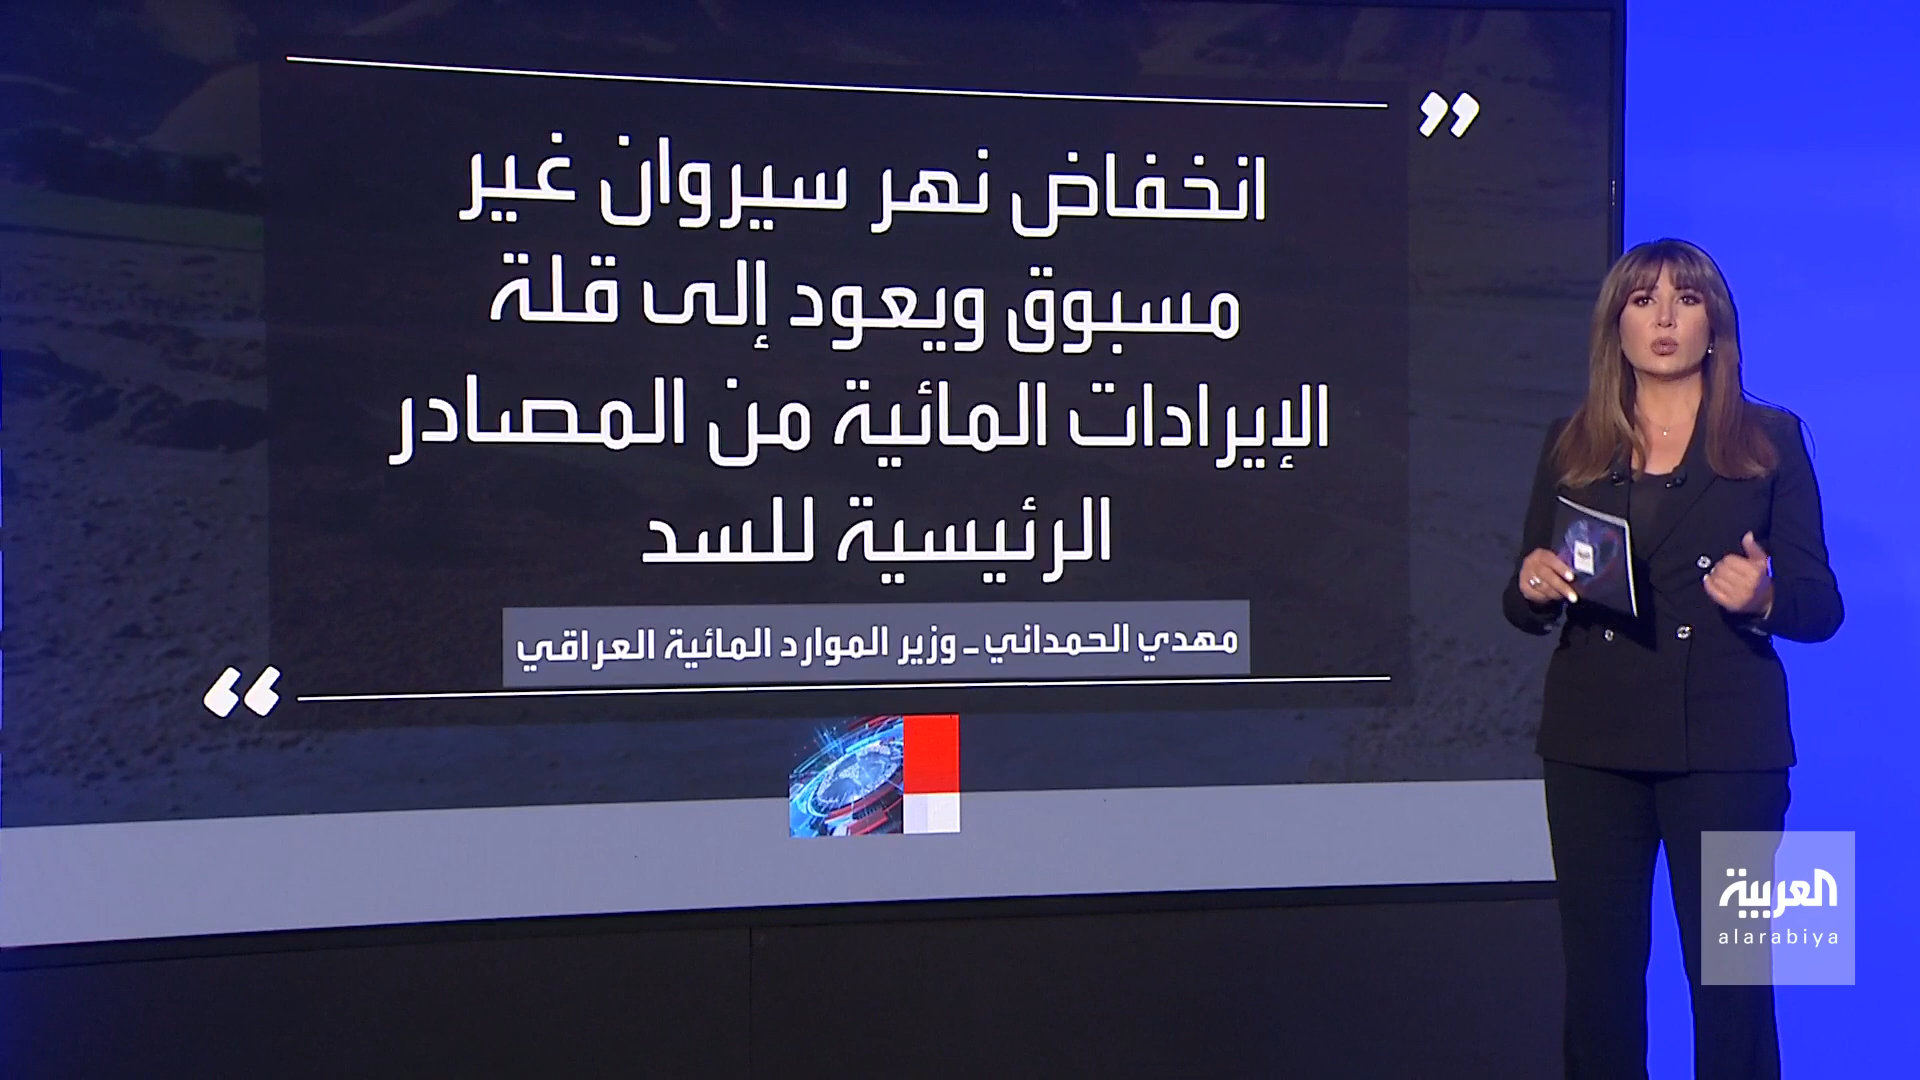 انخفاض نهر سيروان غير
مسبوق ويعود إلى قلة
الإيرادات المائية من المصادر
الرئيسية للسد
مهدي الحمداني - وزير الموارد المائية العراقي
العربية
alarabiya